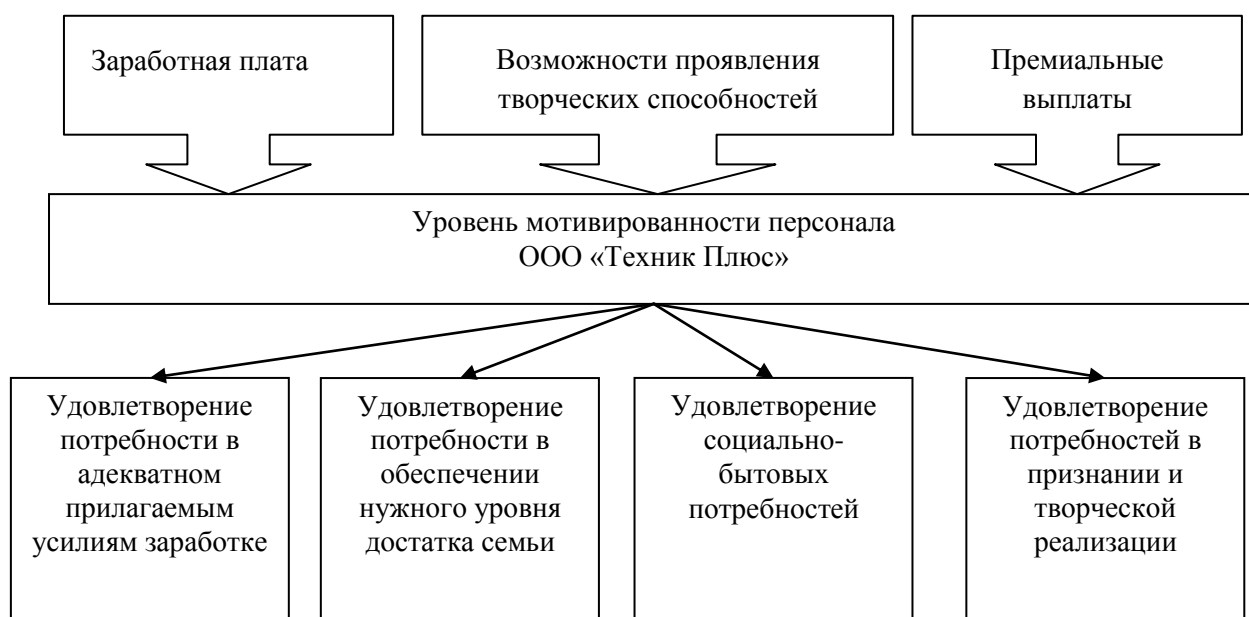 Заработная плата
Возможности проявления
творческих способностей
Премиальные
выплаты
Уровень мотивированности персонала
ООО «Техник Плюс»
Удовлетворение
потребности в
адекватном
прилагаемым
усилиям заработке
Удовлетворение
потребности в
обеспечении
нужного уровня
достатка семьи
Удовлетворение
социально-
бытовых
потребностей
Удовлетворение
потребностей в
признании и
творческой
реализации